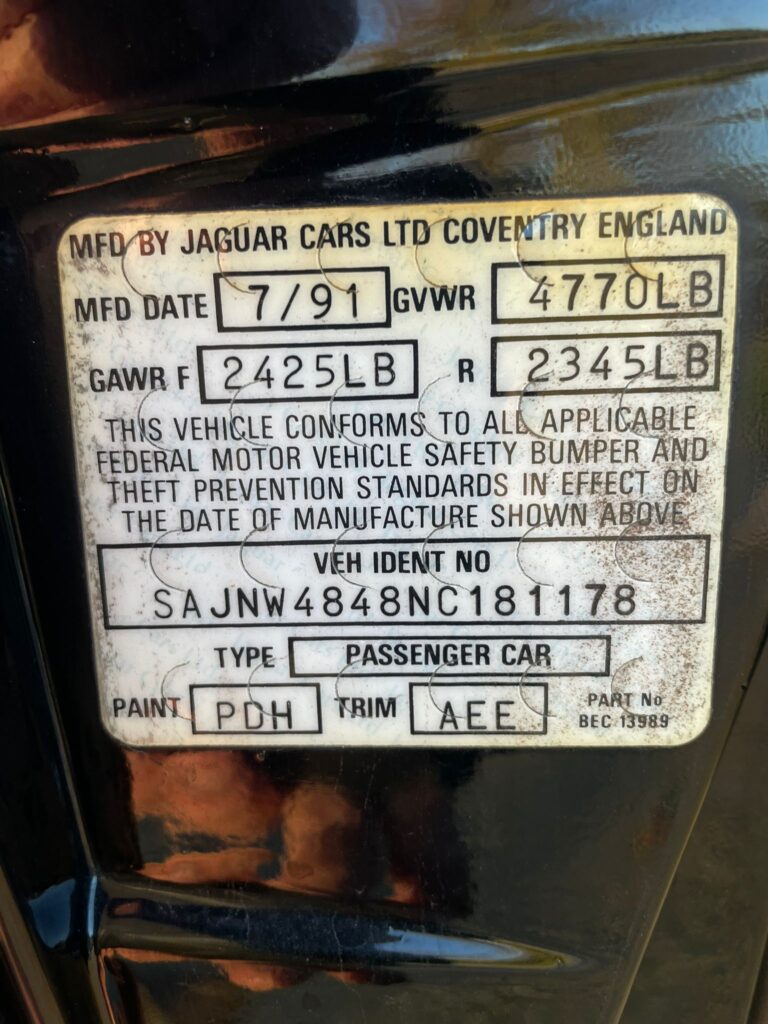 MFD BY JAGUAR CARS LTD COVENTRY ENGLAND
MFD DATE 7/91 GVWR 4770LB
GAWR F 2425LB R 2345LB
THIS VEHICLE CONFORMS TO ALL APPLICABLE
FEDERAL MOTOR VEHICLE SAFETY BUMPER AND
THEFT PREVENTION STANDARDS IN EFFECT ON
THE DATE OF MANUFACTURE SHOWN ABOVE
VEH IDENT NO
SAJNW4848NC181178
TYPE PASSENGER CAR
PAINT PDH TRIM AEE PART No
BEC 13989